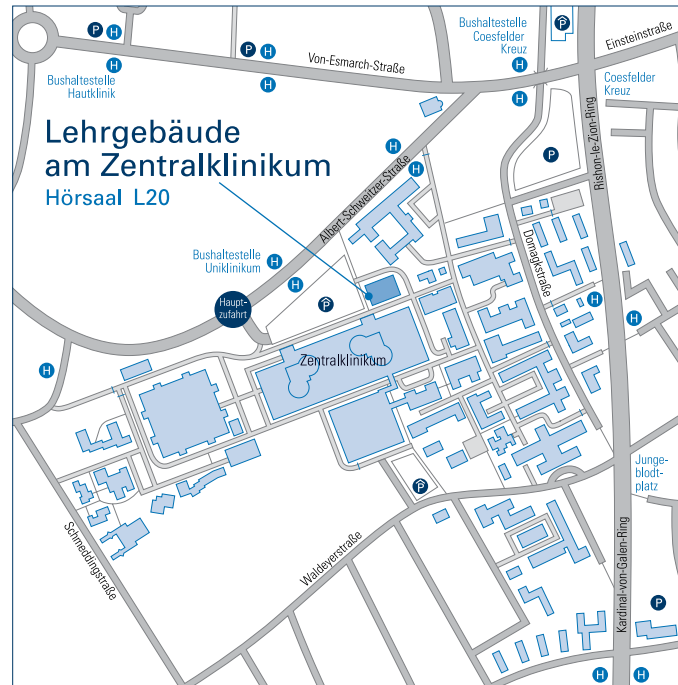 P
H
H
Bushaltestelle
Hautklinik
P
H
H
Von-Esmarch-Straße
Bushaltestelle
Coesfelder
Kreuz
P
H
H
Einsteinstraße
Coesfelder
Kreuz
Rishon-le-Zion-Ring
P
Lehrgebäude
am Zentralklinikum
Hörsaal L20
H
H
Albert-Schweitzer-Straße
Bushaltestelle
Uniklinikum
H
H
Haupt-
zufahrt
P
Domagkstraße
H
H
Zentralklinikum
H
P
Junge-
blodt-
platz
Schmeddingstraße
Waldeyerstraße
Kardinal-von-Galen-Ring
P
H
H